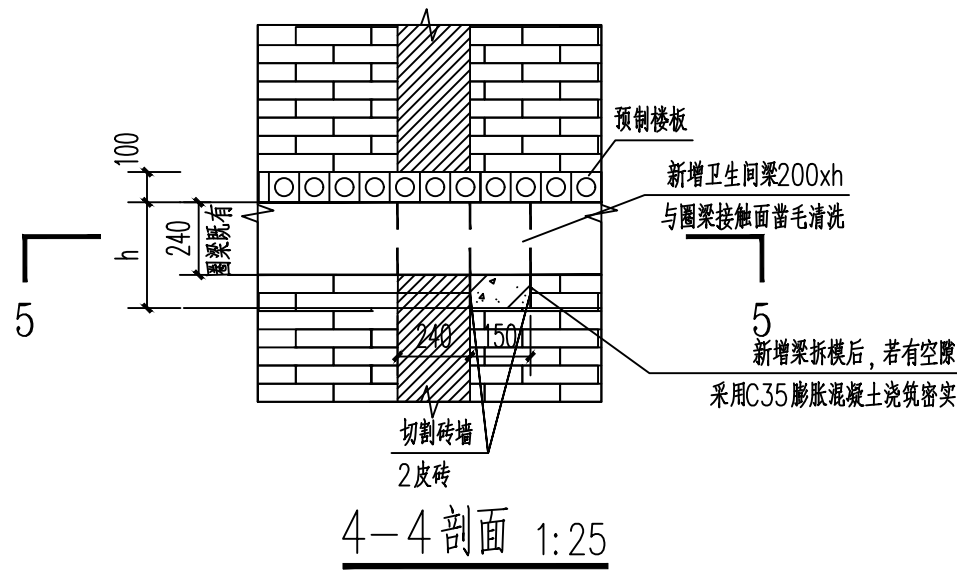 预制楼板
100
新增卫生间梁200xh
与圈梁接触面凿毛清洗
h
240
圈梁既有
5
5
240
150
新增梁拆模后，若有空隙
采用C35膨胀混凝土浇筑密实
切割砖墙
2皮砖
4-4剖面 1:25